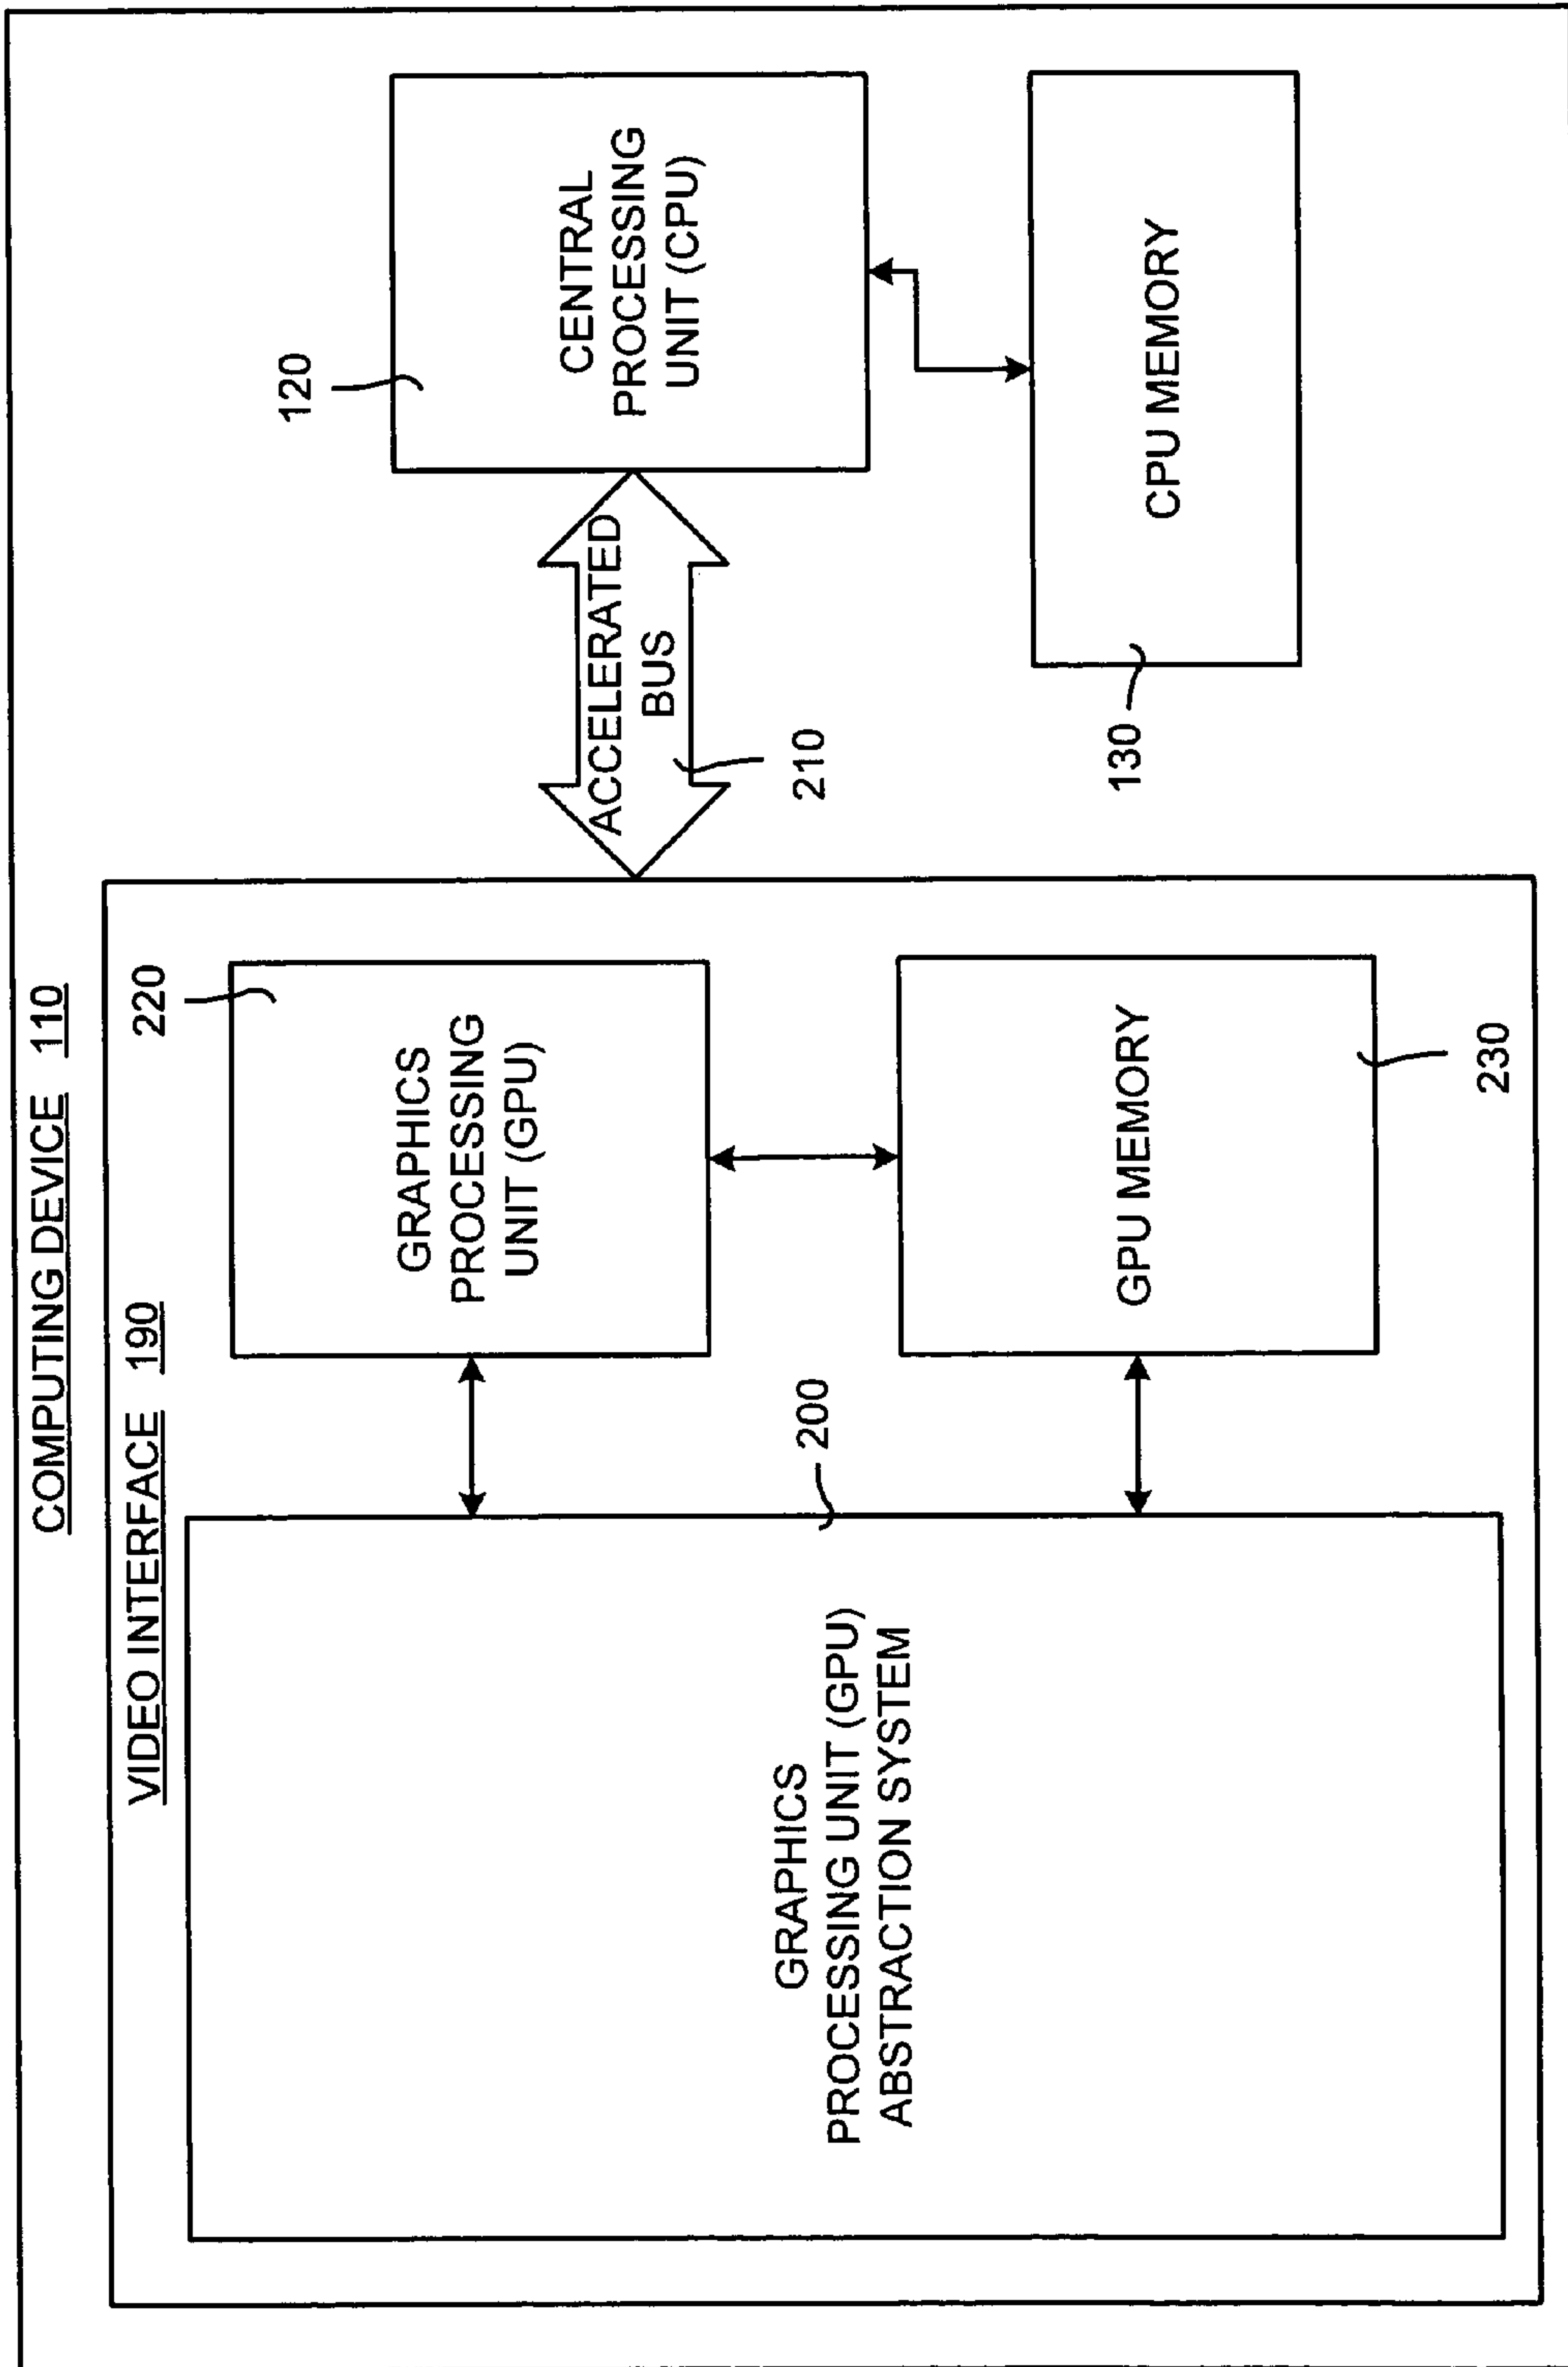 COMPUTING DEVICE 110
VIDEO INTERFACE 190
220
GRAPHICS
PROCESSING
UNIT (GPU)
200
GRAPHICS
PROCESSING UNIT (GPU)
ABSTRACTION SYSTEM
GPU MEMORY
230
ACCELERATED
BUS
210
120
CENTRAL
PROCESSING
UNIT (CPU)
130
CPU MEMORY